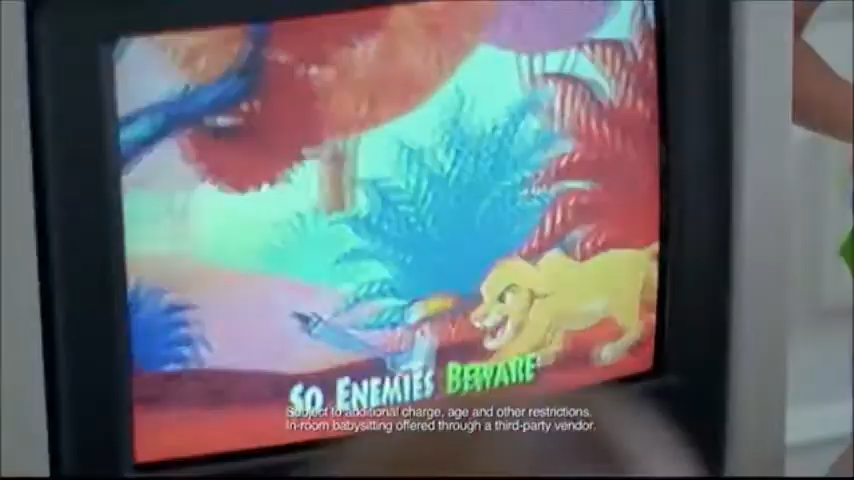 SO ENEMIES BEWARE
Subject to additional charge, age and other restrictions.
In-room babysitting offered through a third-party vendor.